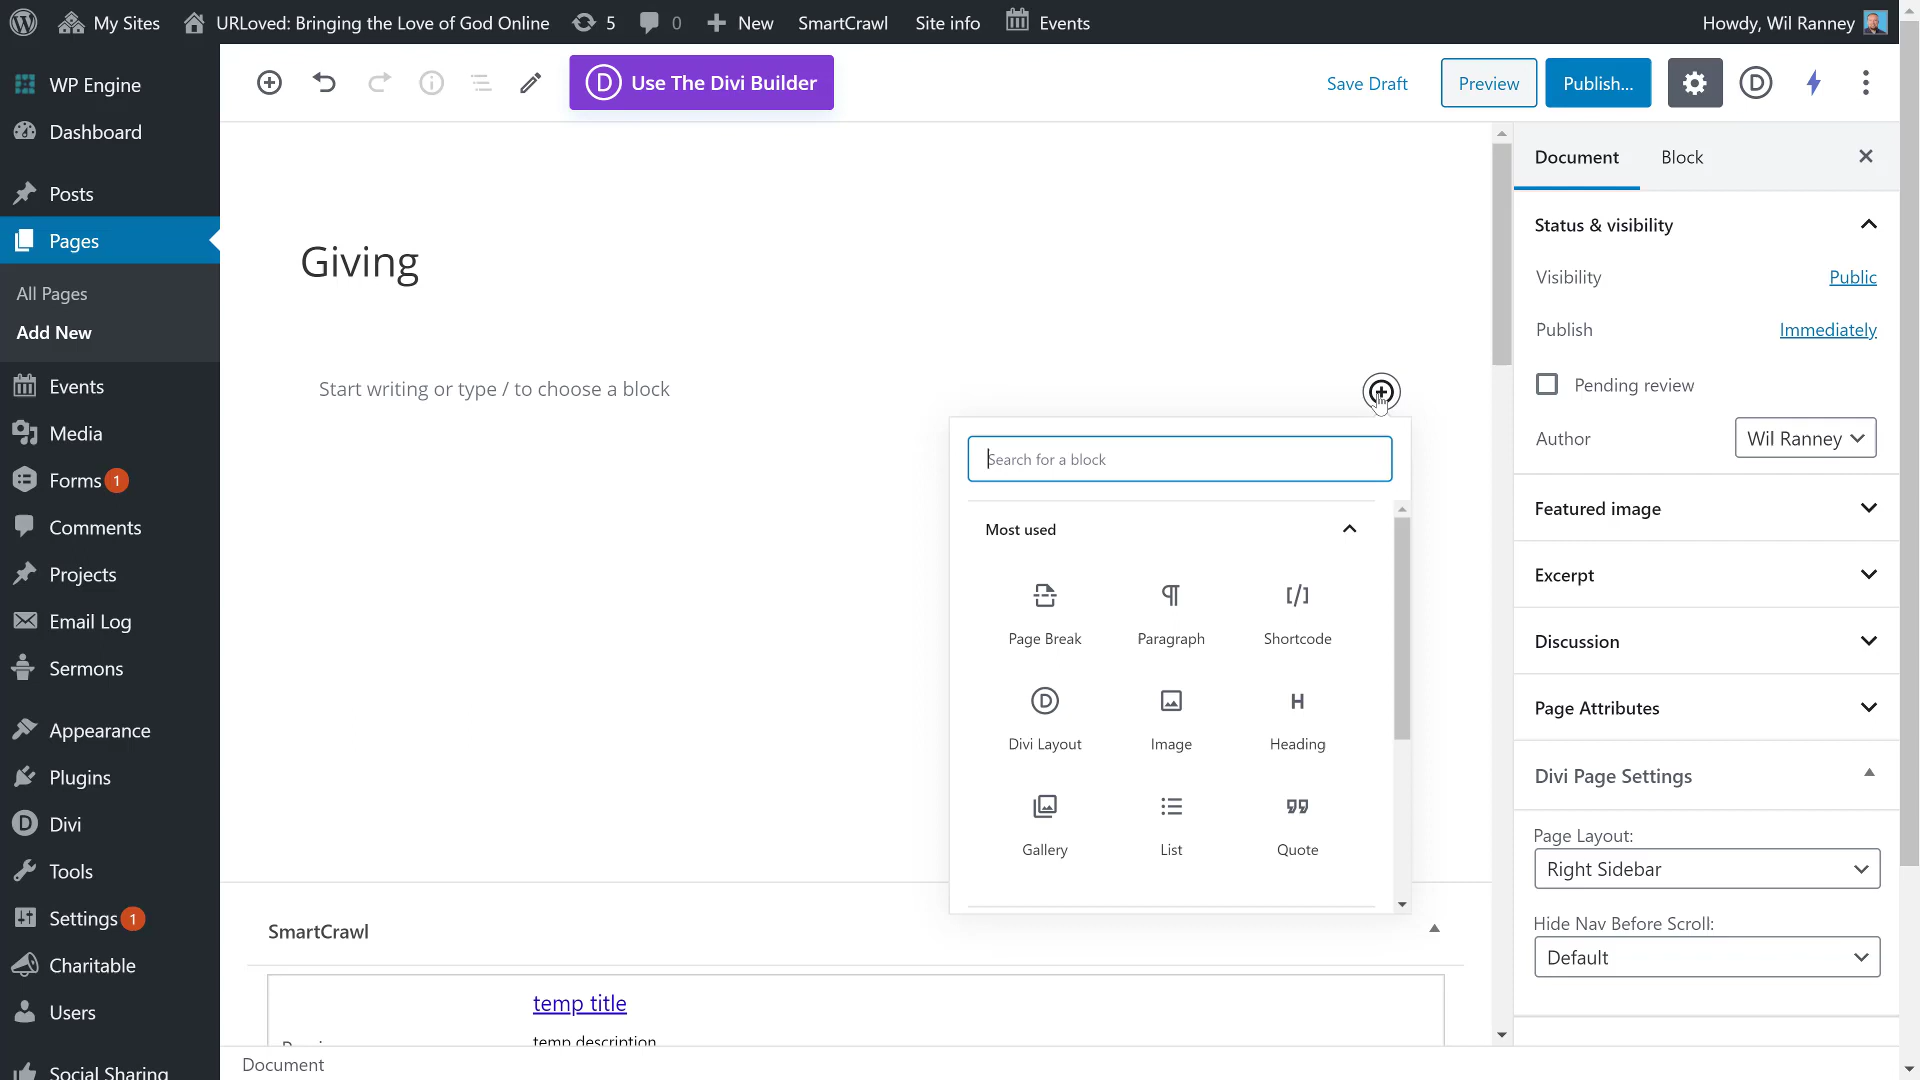 My Sites
URLoved: Bringing the Love of God Online
5
0
New
SmartCrawl
Site info
Events
Howdy, Wil Ranney
WP Engine
Dashboard
Posts
Pages
All Pages
Add New
Events
Media
Forms 1
Comments
Projects
Email Log
Sermons
Appearance
Plugins
Divi
Tools
Settings 1
Charitable
Users
Social Sharing
D Use The Divi Builder
Save Draft
Preview
Publish...
D
Giving
Start writing or type / to choose a block
Search for a block
Most used
Page Break
Paragraph
Shortcode
Divi Layout
Image
Heading
Gallery
List
Quote
SmartCrawl
temp title
temp description
Document
Document
Block
Status & visibility
Visibility
Public
Publish
Immediately
Pending review
Author
Wil Ranney
Featured image
Excerpt
Discussion
Page Attributes
Divi Page Settings
Page Layout:
Right Sidebar
Hide Nav Before Scroll:
Default